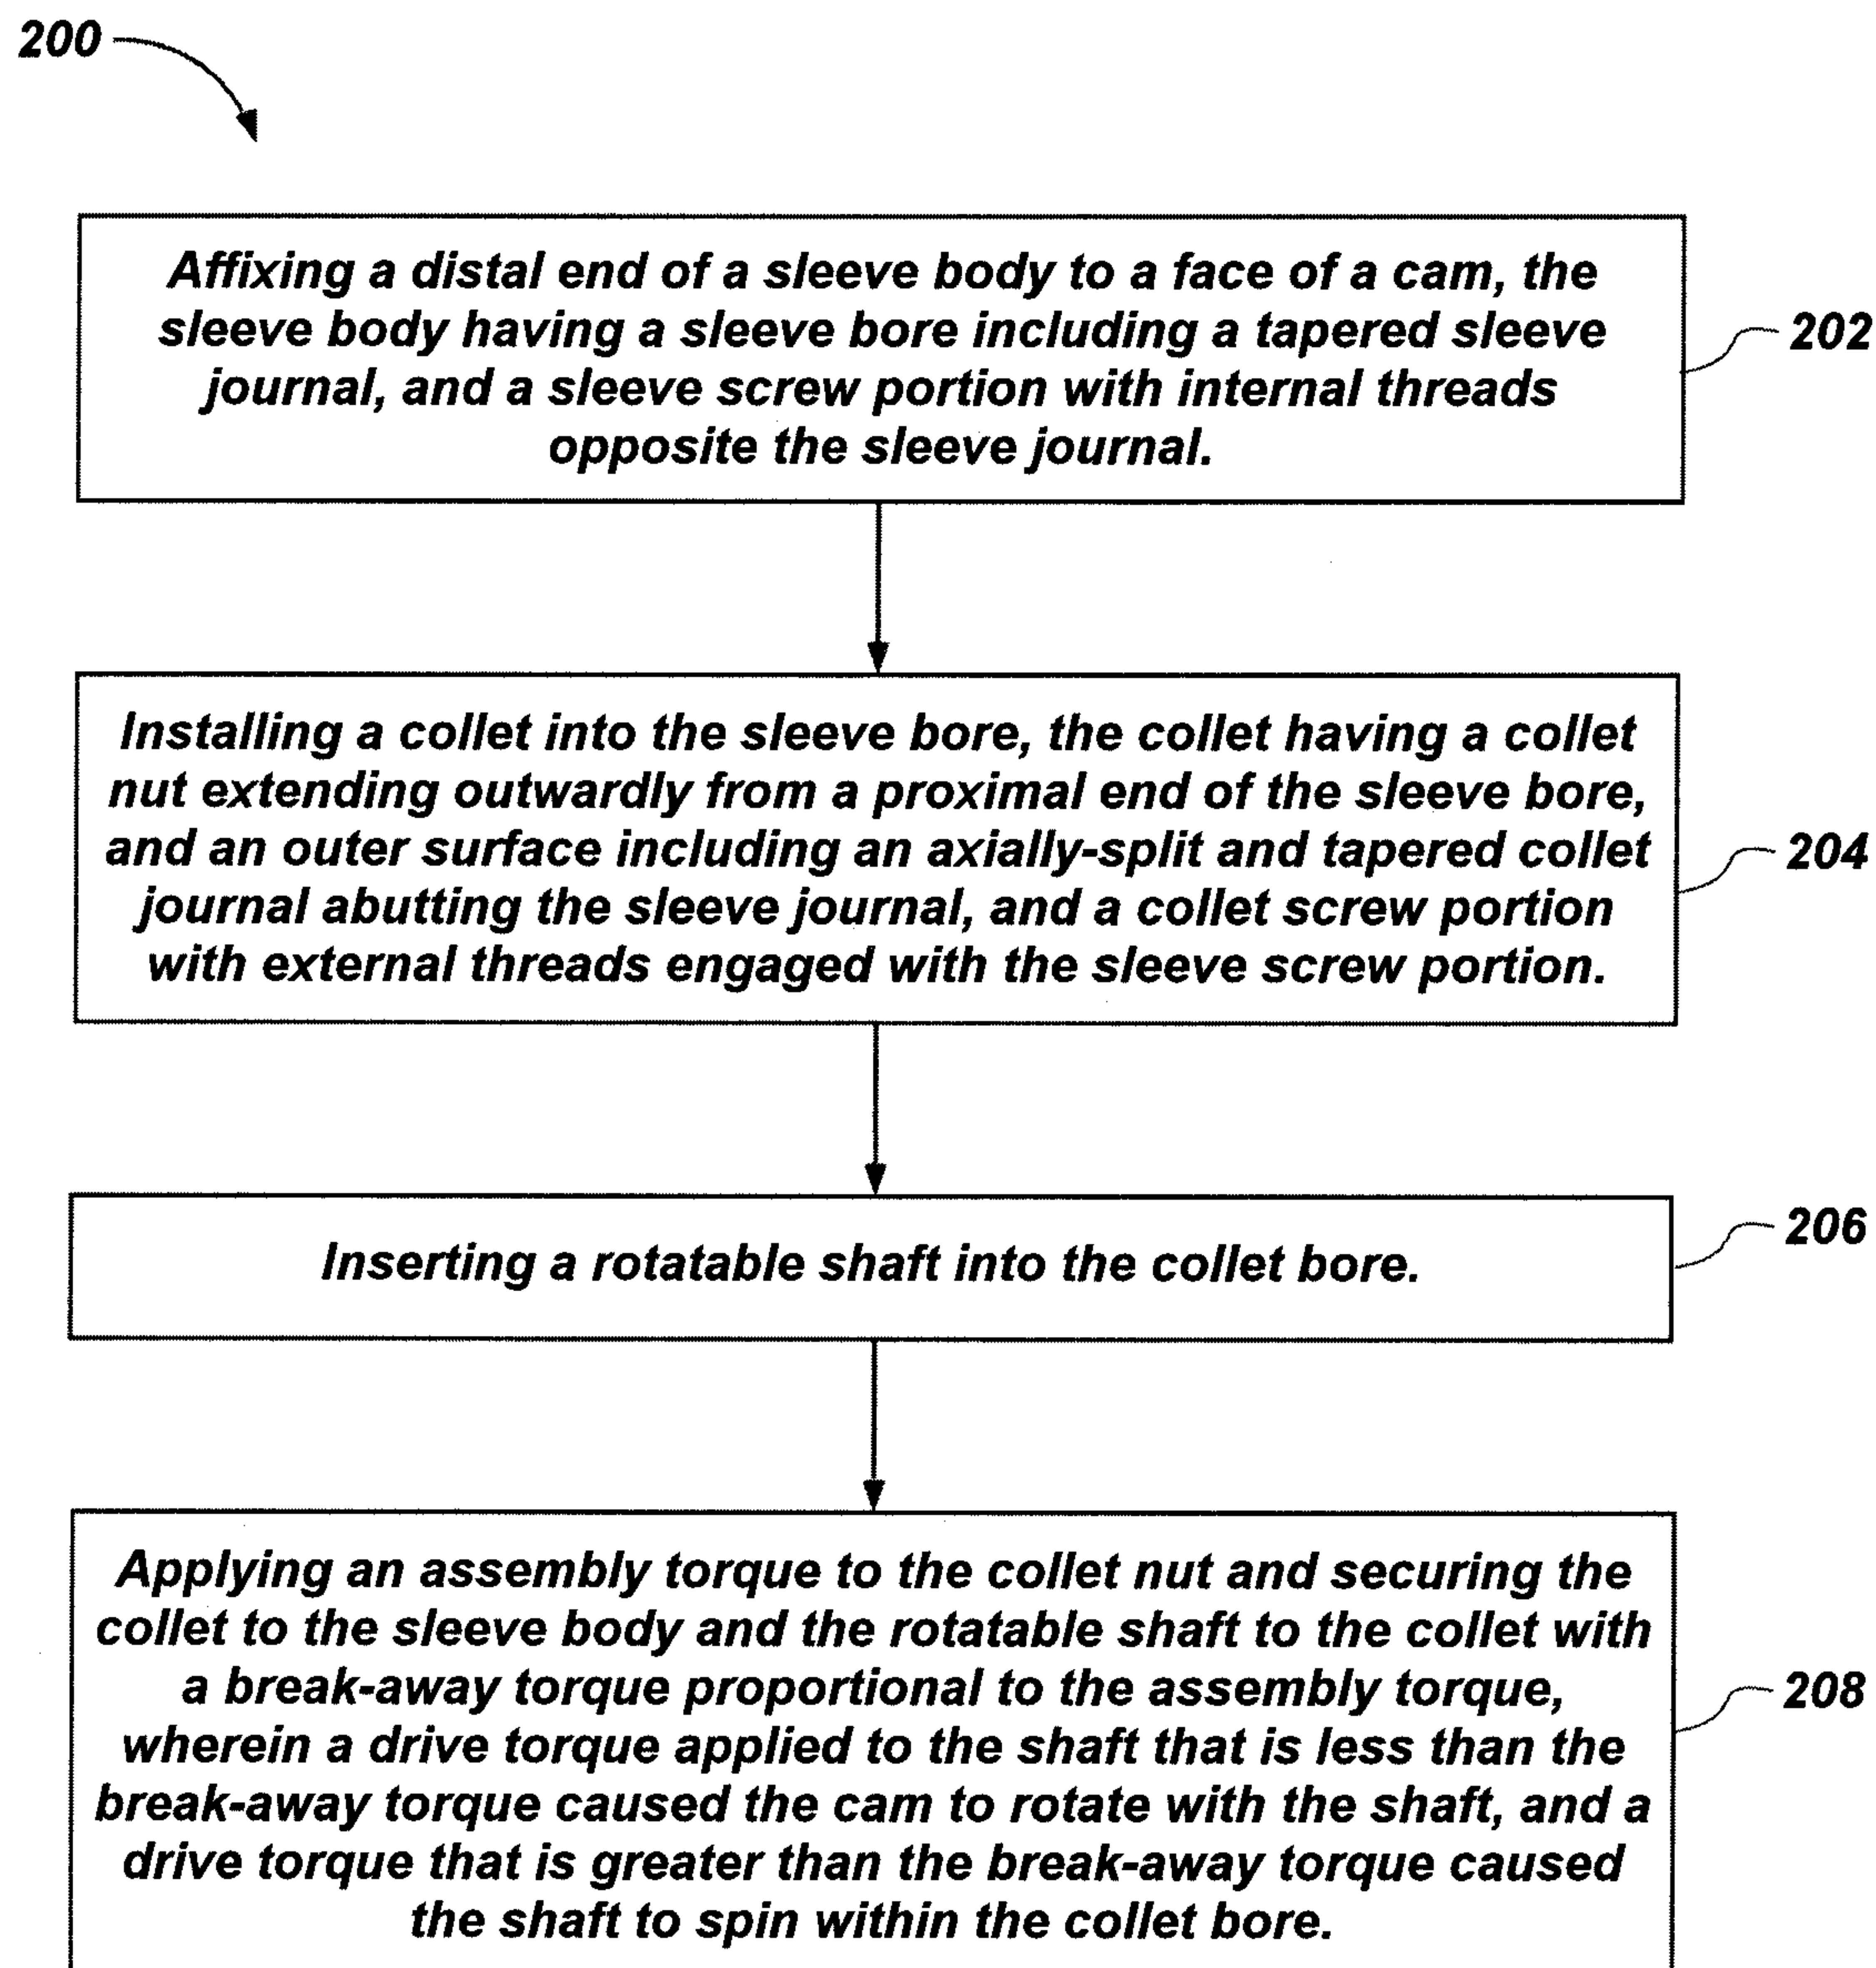 200
Affixing a distal end of a sleeve body to a face of a cam, the
sleeve body having a sleeve bore including a tapered sleeve
journal, and a sleeve screw portion with internal threads
opposite the sleeve journal.
202
Installing a collet into the sleeve bore, the collet having a collet
nut extending outwardly from a proximal end of the sleeve bore,
and an outer surface including an axially-split and tapered collet
journal abutting the sleeve journal, and a collet screw portion
with external threads engaged with the sleeve screw portion.
204
Inserting a rotatable shaft into the collet bore.
206
Applying an assembly torque to the collet nut and securing the
collet to the sleeve body and the rotatable shaft to the collet with
a break-away torque proportional to the assembly torque,
wherein a drive torque applied to the shaft that is less than the
break-away torque caused the cam to rotate with the shaft, and a
drive torque that is greater than the break-away torque caused
the shaft to spin within the collet bore.
208